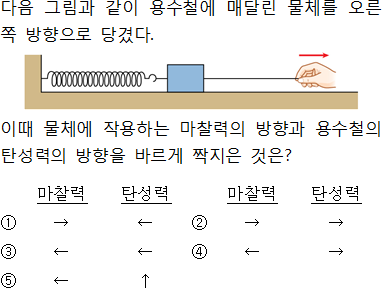 다음 그림과 같이 용수철에 매달린 물체를 오른
쪽 방향으로 당겼다.
이때 물체에 작용하는 마찰력의 방향과 용수철의
탄성력의 방향을 바르게 짝지은 것은?
마찰력 탄성력 마찰력 탄성력
① → ← ② → →
③ ← ← ④ ← →
⑤ ← ↑